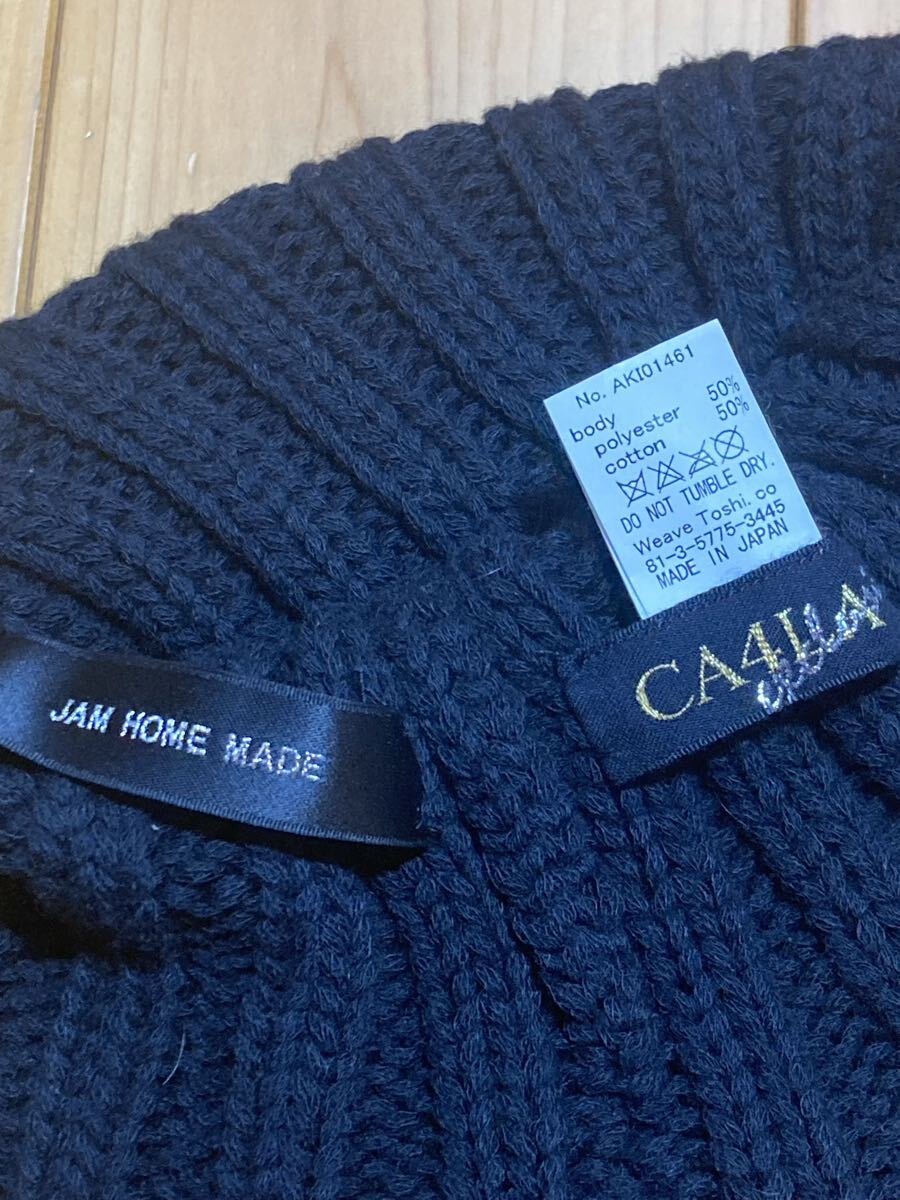 No. AKI01461
body
polyester 50%
cotton 50%
DO NOT TUMBLE DRY.
Weave Toshi. co
81-3-5775-3445
MADE IN JAPAN
CA4LA
JAM HOME MADE